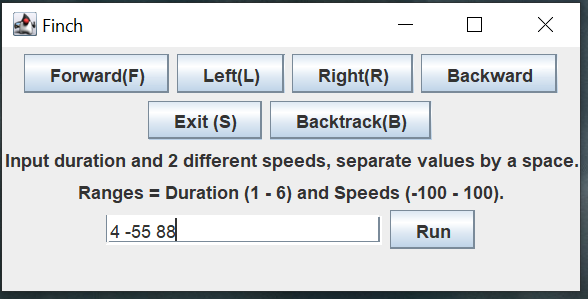 Finch
Forward(F) Left(L) Right(R) Backward
Exit (S) Backtrack(B)
Input duration and 2 different speeds, separate values by a space.
Ranges = Duration (1 - 6) and Speeds (-100 - 100).
4 -55 88 Run